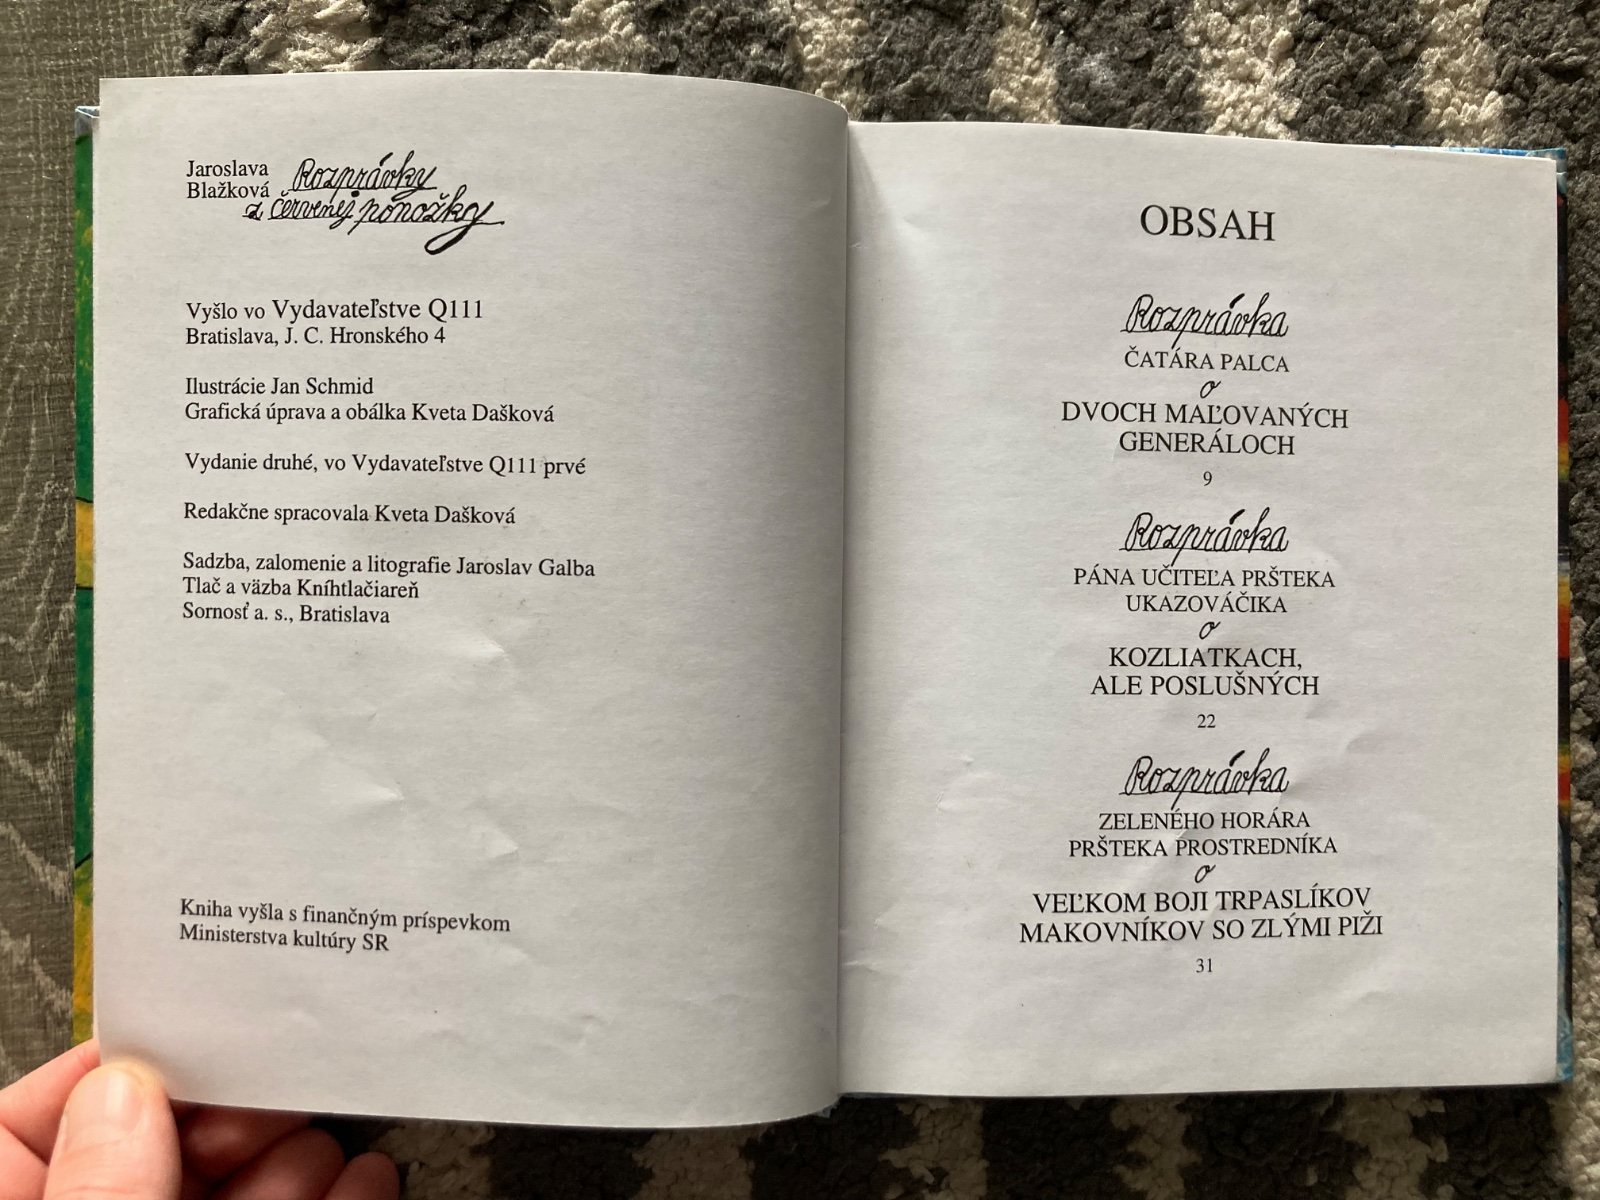 Jaroslava
Blažková
Rozprávky
z červenej ponožky
Vyšlo vo Vydavateľstve Q111
Bratislava, J. C. Hronského 4
Ilustrácie Jan Schmid
Grafická úprava a obálka Kveta Dašková
Vydanie druhé, vo Vydavateľstve Q111 prvé
Redakčne spracovala Kveta Dašková
Sadzba, zalomenie a litografie Jaroslav Galba
Tlač a väzba Kníhtlačiareň
Sornosť a. s., Bratislava
Kniha vyšla s finančným príspevkom
Ministerstva kultúry SR
OBSAH
Rozprávka
ČATÁRA PALCA
o
DVOCH MAĽOVANÝCH
GENERÁLOCH
9
Rozprávka
PÁNA UČITEĽA PRŠTEKA
UKAZOVÁČIKA
o
KOZLIATKACH,
ALE POSLUŠNÝCH
22
Rozprávka
ZELENÉHO HORÁRA
PRŠTEKA PROSTREDNÍKA
o
VEĽKOM BOJI TRPASLÍKOV
MAKOVNÍKOV SO ZLÝMI PIŽI
31